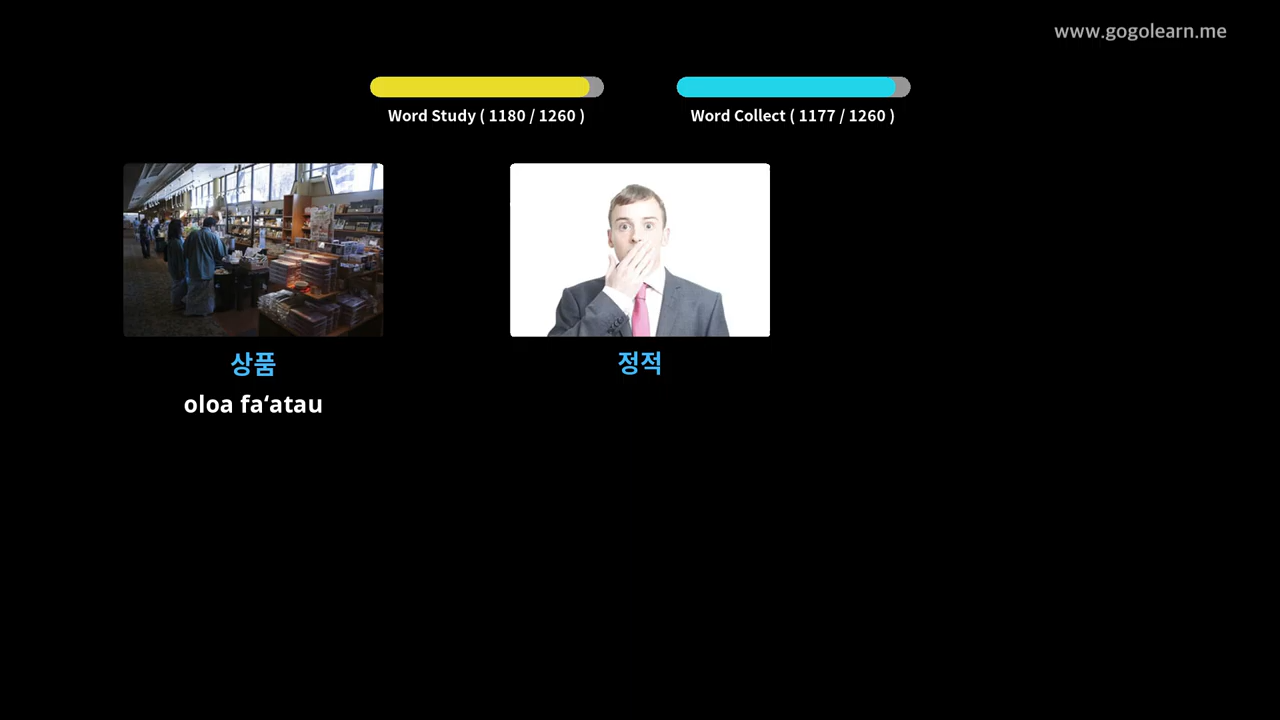 www.gogolearn.me
Word Study ( 1180 / 1260 )
Word Collect ( 1177 / 1260 )
상품
정적
oloa fa‘atau